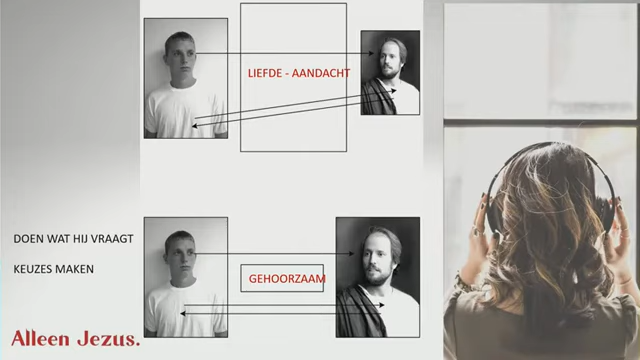 LIEFDE - AANDACHT
DOEN WAT HIJ VRAAGT
KEUZES MAKEN
GEHOORZAAM
Alleen Jezus.